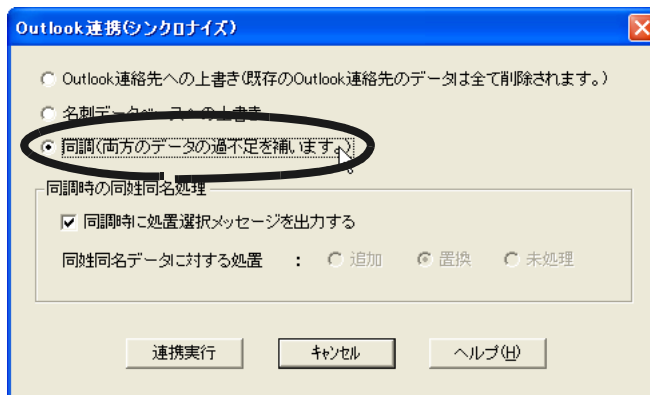 Outlook連携(シンクロナイズ)
Outlook連絡先への上書き(既存のOutlook連絡先のデータは全て削除されます。)
名刺データベースへの上書き
同調(両方のデータの過不足を補います。)
同調時の同姓同名処理
同調時に処置選択メッセージを出力する
同姓同名データに対する処置 : 追加 置換 未処理
連携実行 キャンセル ヘルプ(H)